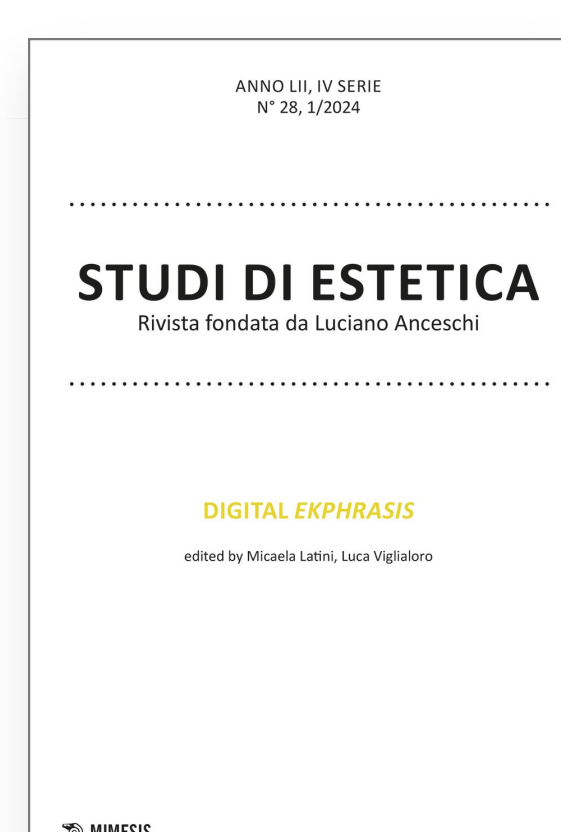 ANNO LII, IV SERIE
N° 28, 1/2024
STUDI DI ESTETICA
Rivista fondata da Luciano Anceschi
DIGITAL EKPHRASIS
edited by Micaela Latini, Luca Viglialoro
MIMESIS